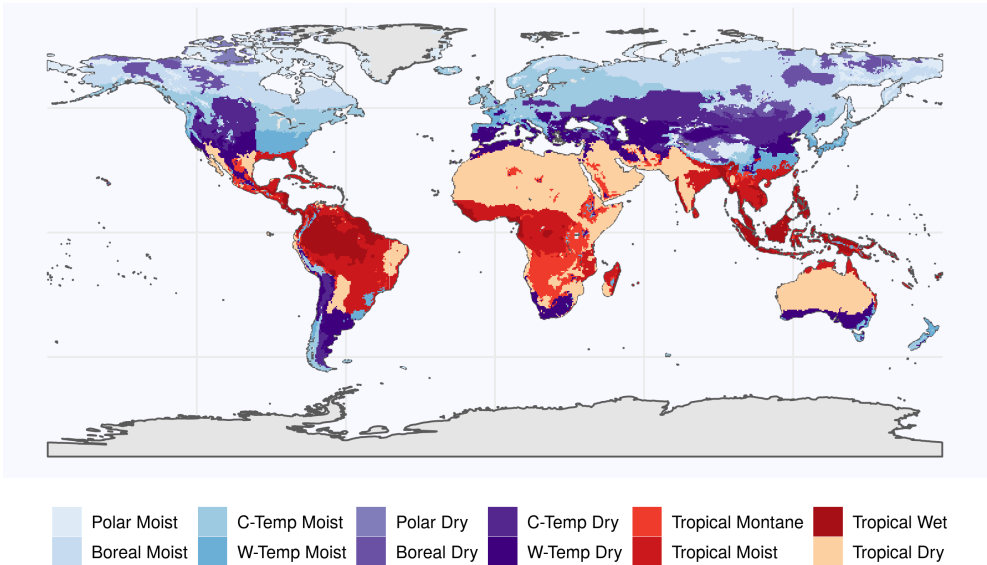 Polar Moist C-Temp Moist Polar Dry C-Temp Dry Tropical Montane Tropical Wet
Boreal Moist W-Temp Moist Boreal Dry W-Temp Dry Tropical Moist Tropical Dry